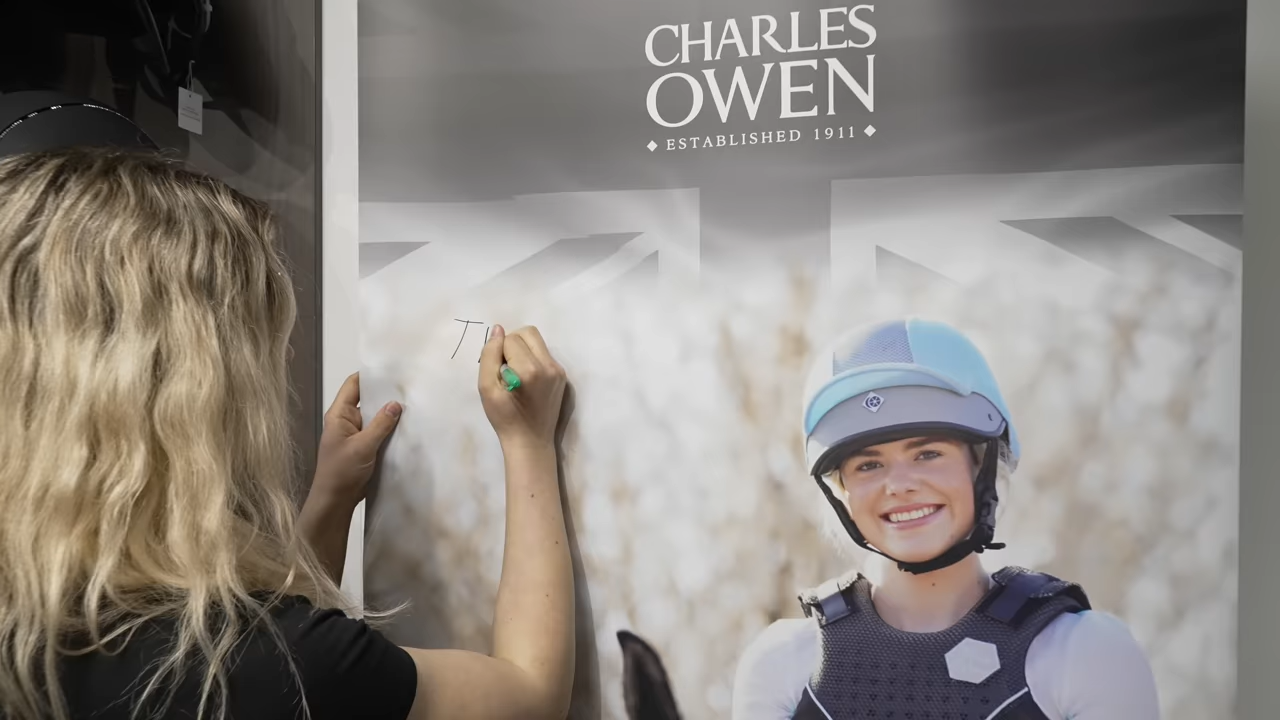 CHARLES
OWEN
◆ ESTABLISHED 1911 ◆